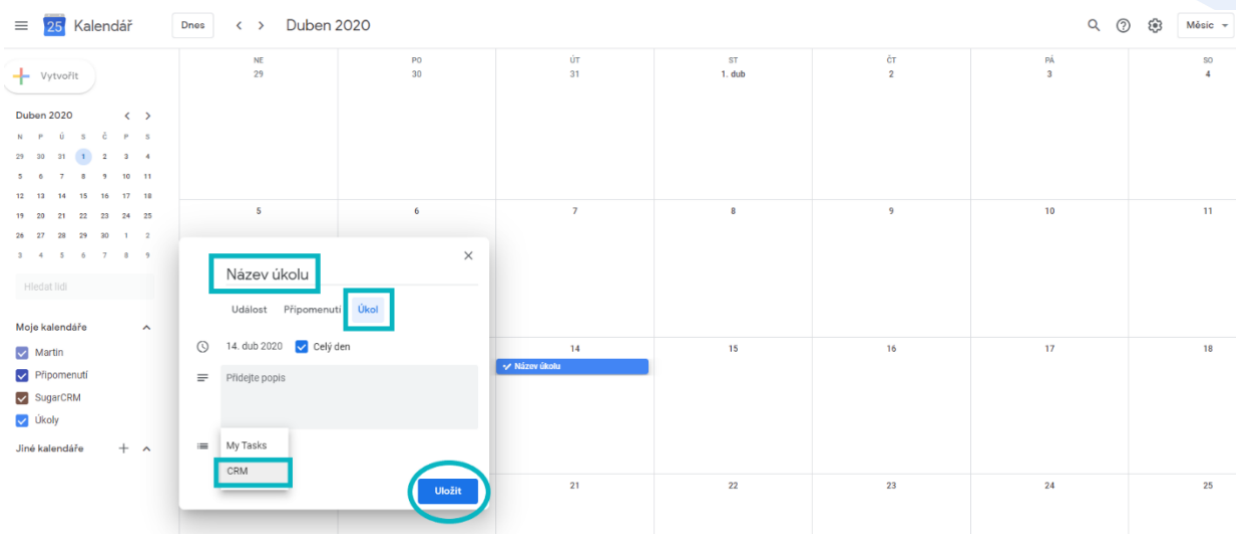 25 Kalendář Dnes < > Duben 2020 Měsíc
Vytvořit
NE PO ÚT ST ČT PÁ SO
29 30 31 1. dub 2 3 4
Duben 2020 < >
N P Ú S Č P S
29 30 31 1 2 3 4
5 6 7 8 9 10 11
12 13 14 15 16 17 18
19 20 21 22 23 24 25
26 27 28 29 30 1 2
3 4 5 6 7 8 9
Hledat lidi
Moje kalendáře
Martin
Připomenutí
SugarCRM
Úkoly
Jiné kalendáře +
5 6 7 8 9 10 11
Název úkolu
Událost Připomenutí Úkol
14. dub 2020 Celý den
Přidejte popis
My Tasks
CRM
Uložit
14 15 16 17 18
Název úkolu
21 22 23 24 25